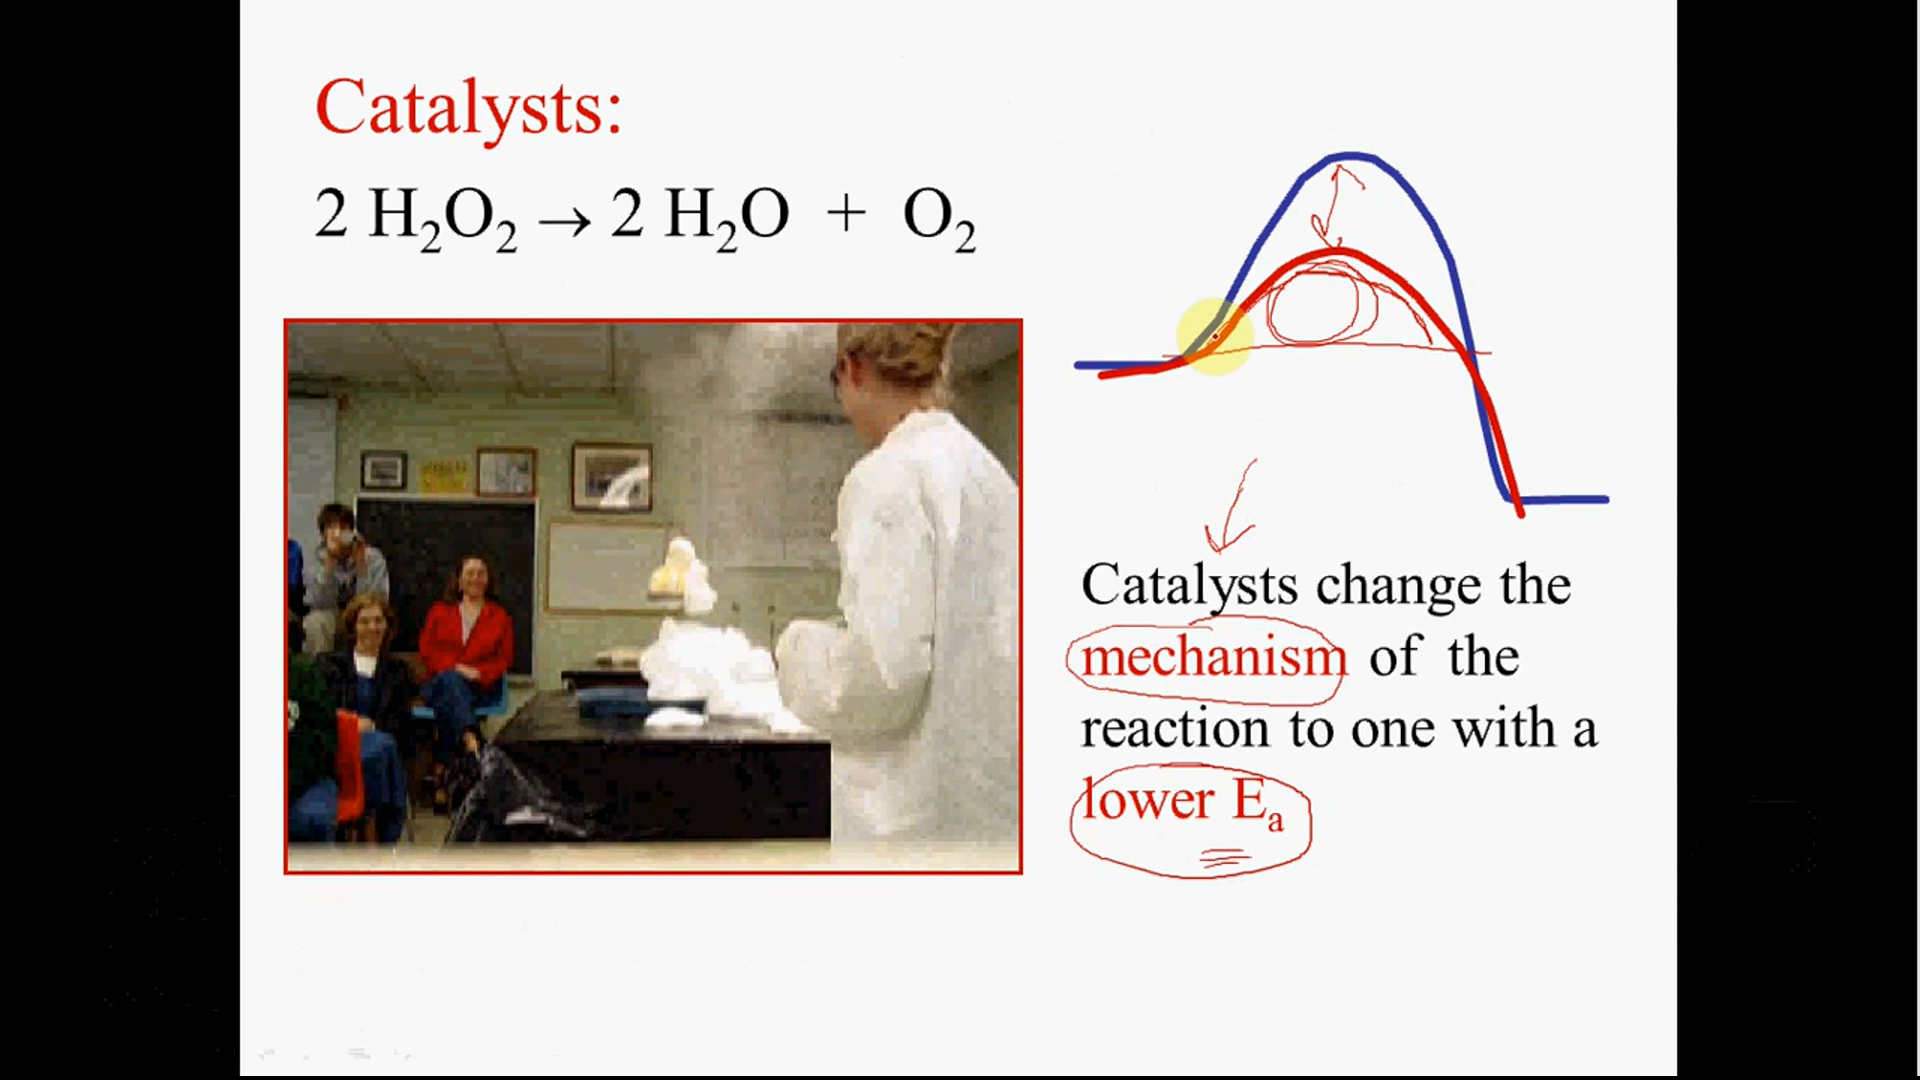 Catalysts:
2 H₂O₂ → 2 H₂O + O₂
Catalysts change the
mechanism of the
reaction to one with a
lower Eₐ